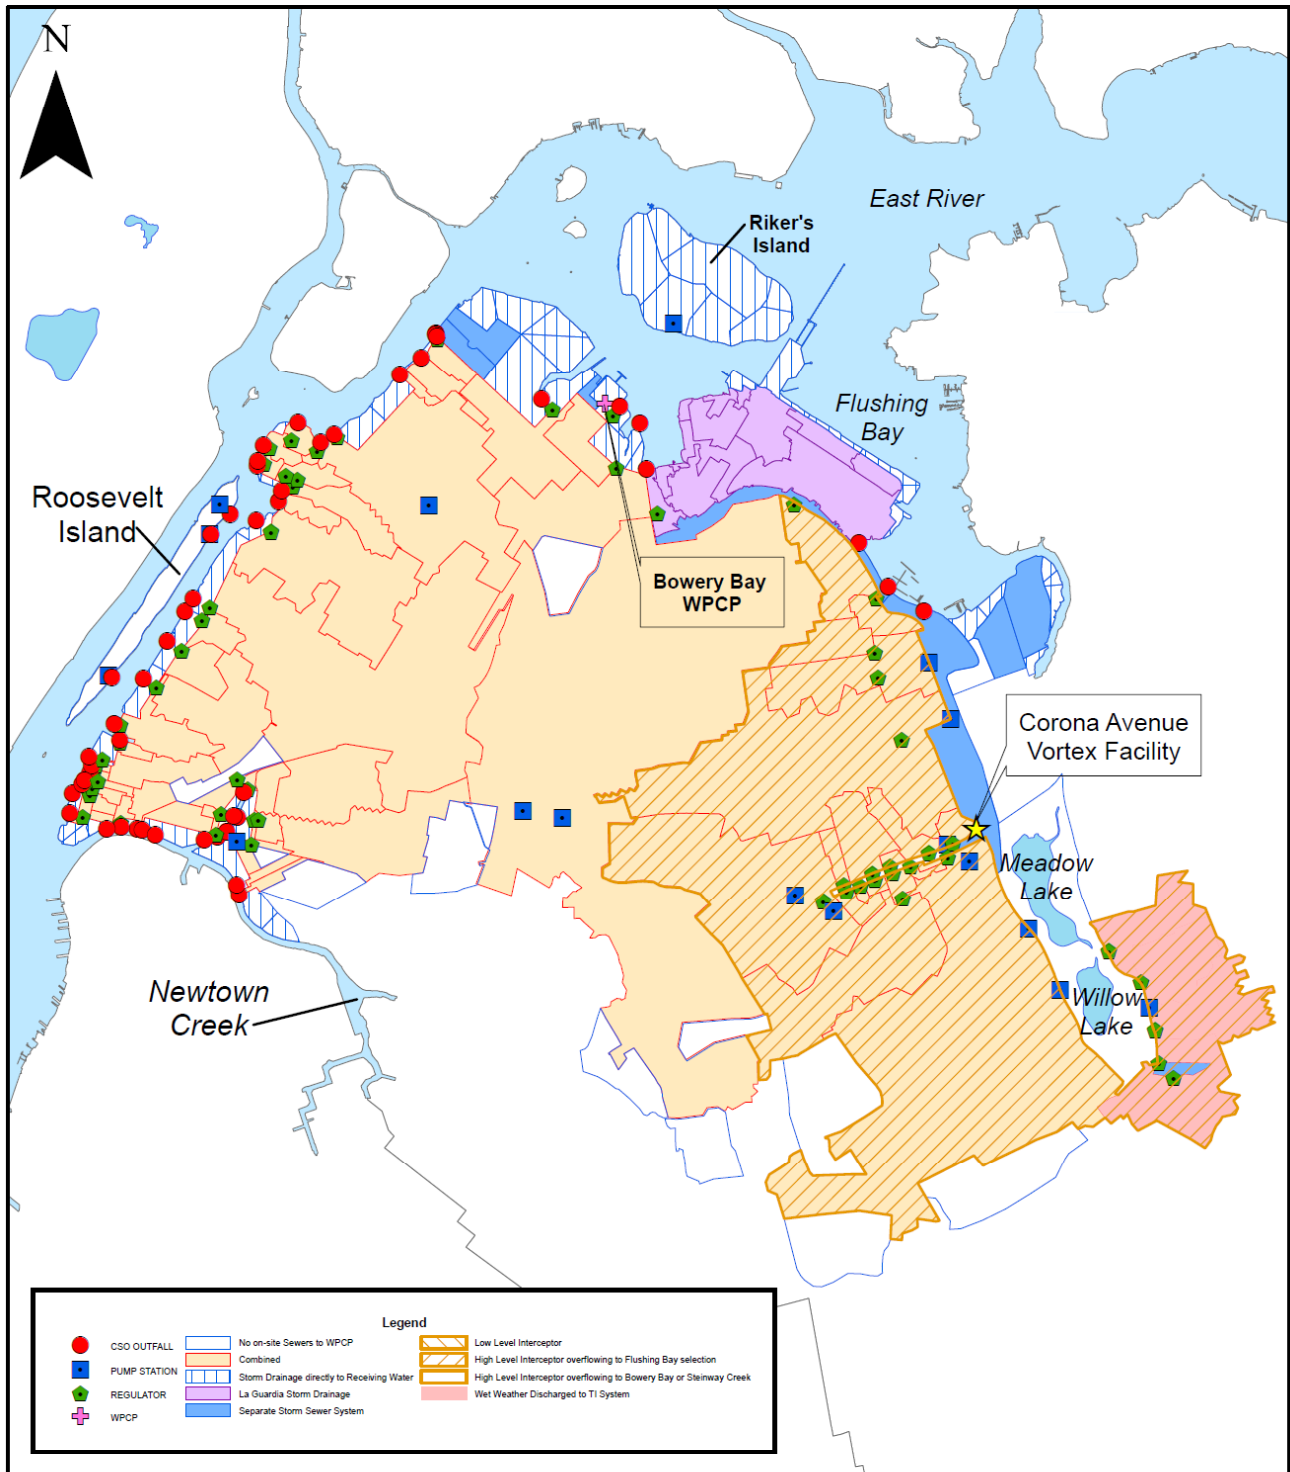 N
East River
Riker's
Island
Flushing
Bay
Roosevelt
Island
Bowery Bay
WPCP
Corona Avenue
Vortex Facility
Meadow
Lake
Willow
Lake
Newtown
Creek
Legend
CSO OUTFALL
PUMP STATION
REGULATOR
WPCP
No on-site Sewers to WPCP
Combined
Storm Drainage directly to Receiving Water
La Guardia Storm Drainage
Separate Storm Sewer System
Low Level Interceptor
High Level Interceptor overflowing to Flushing Bay selection
High Level Interceptor overflowing to Bowery Bay or Steinway Creek
Wet Weather Discharged to TI System